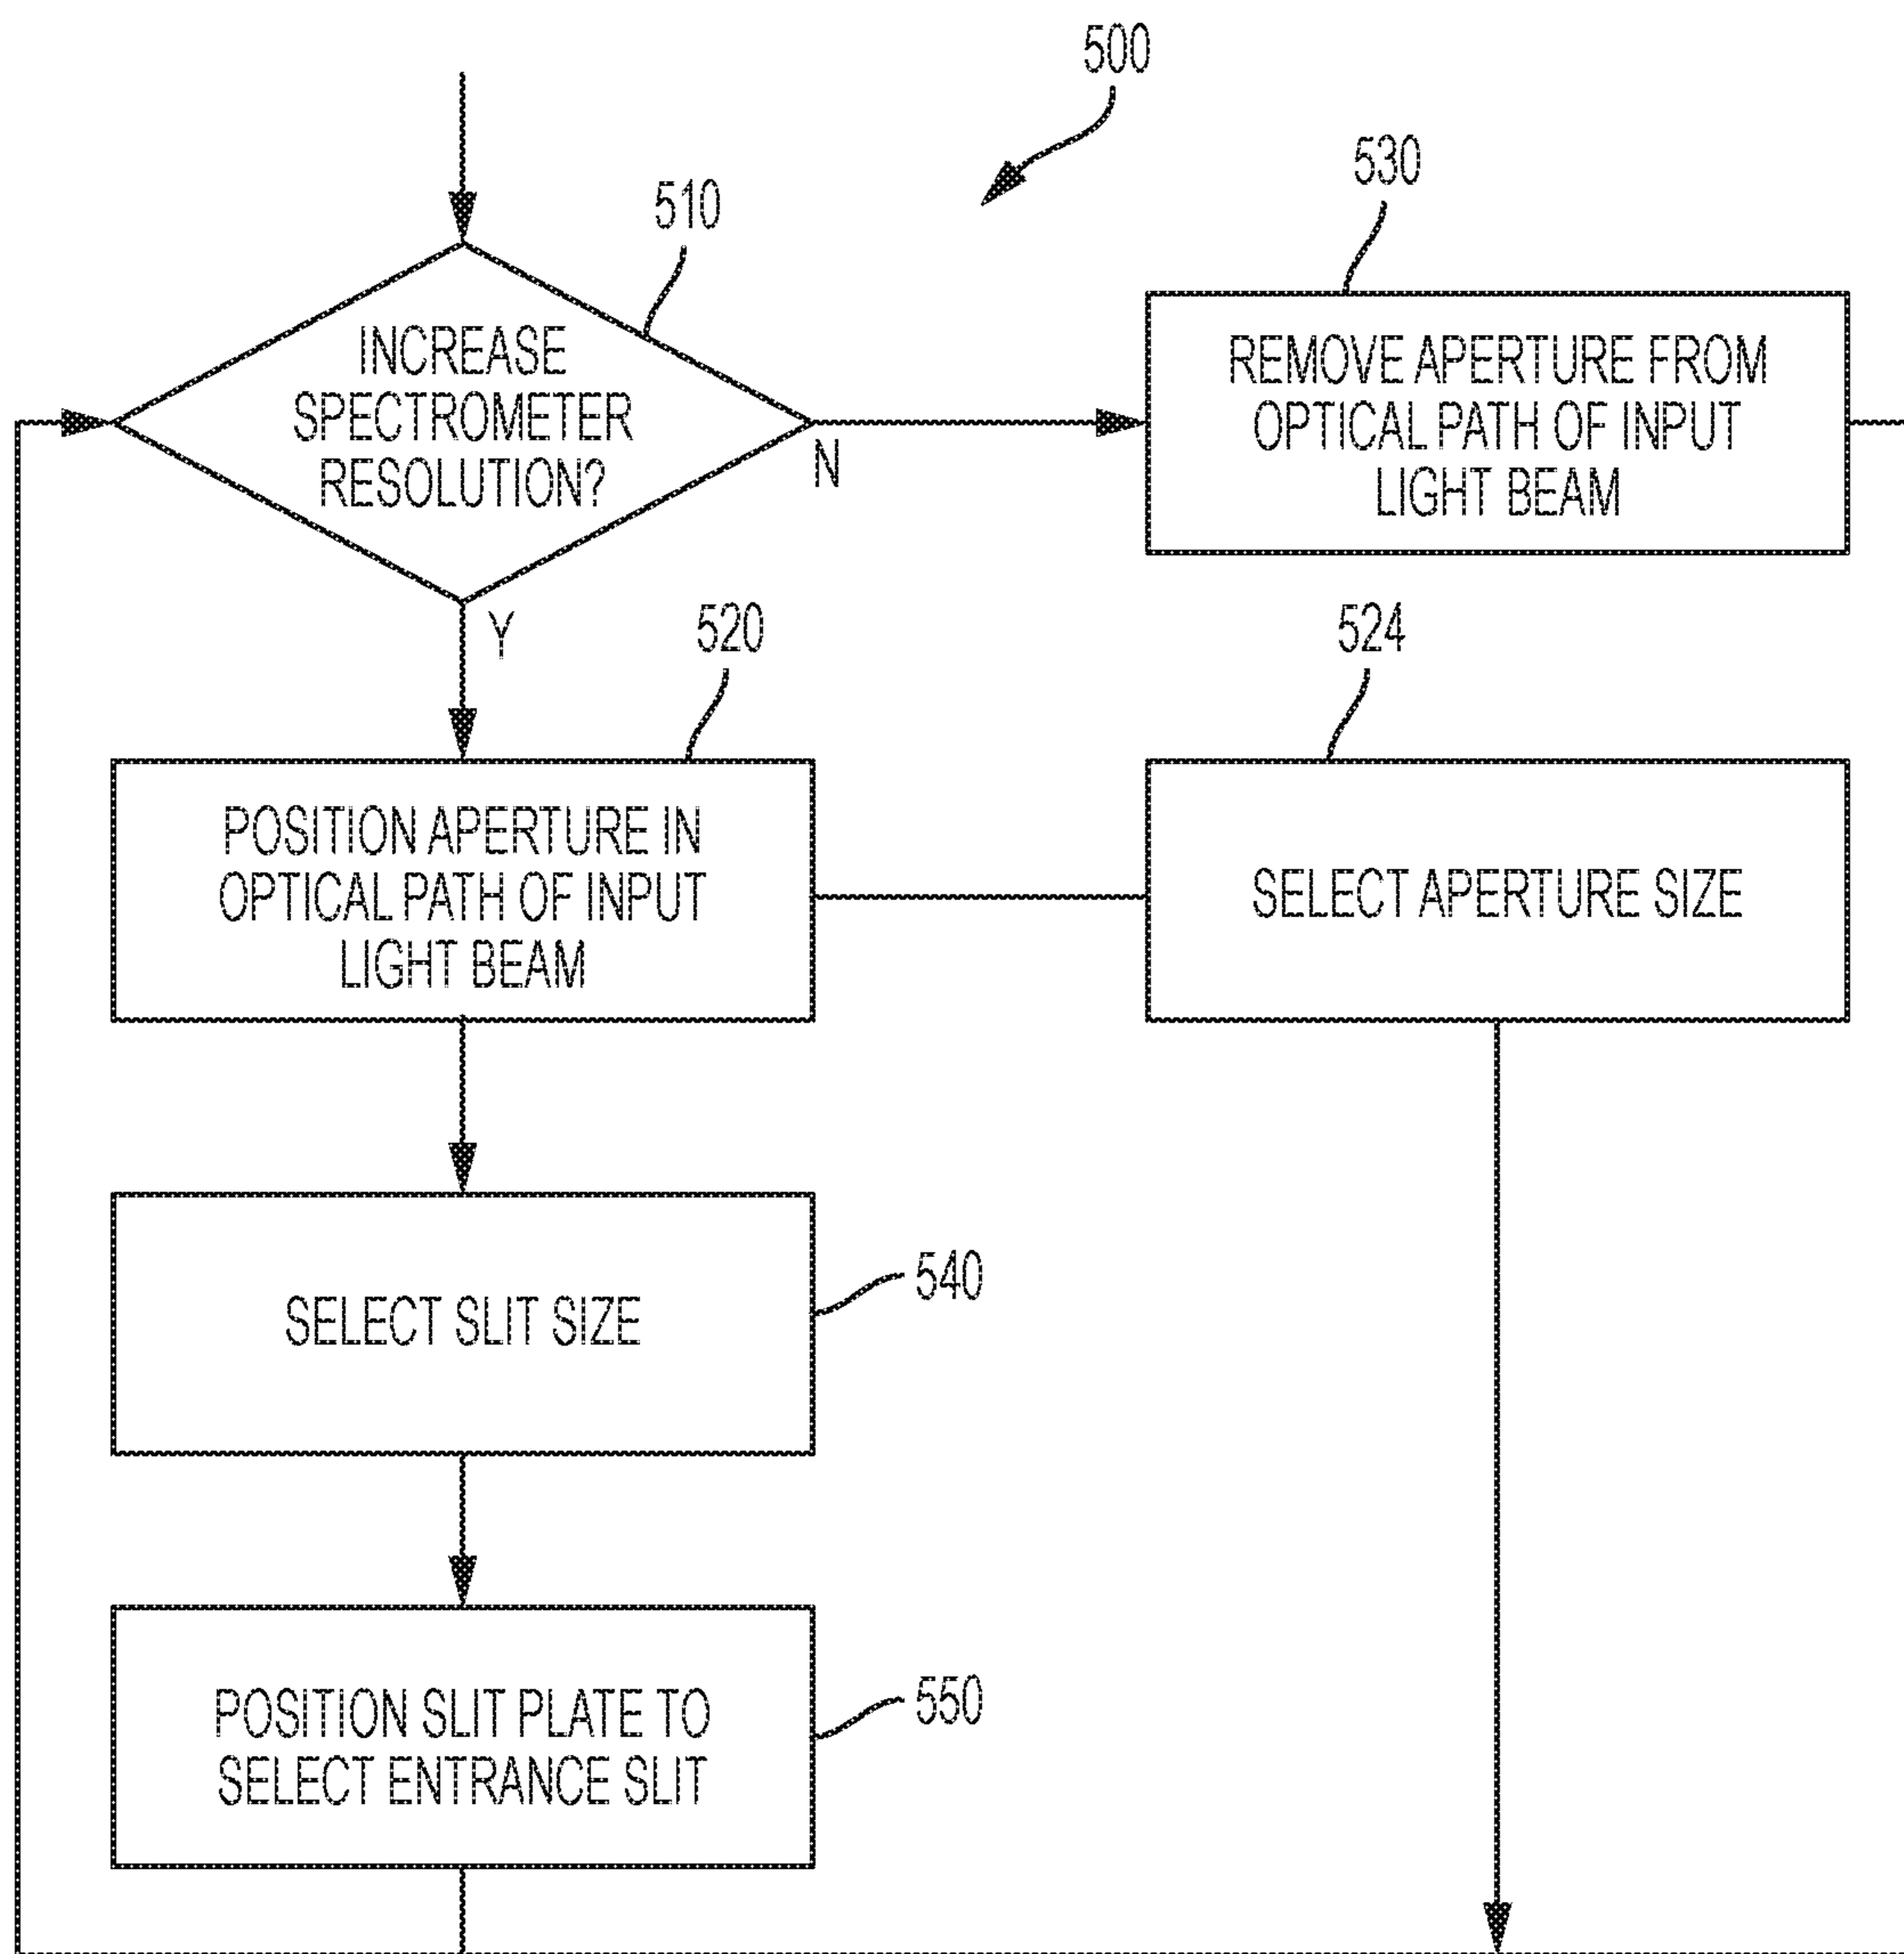 500
510
530
INCREASE
SPECTROMETER
RESOLUTION?
N
Y
REMOVE APERTURE FROM
OPTICAL PATH OF INPUT
LIGHT BEAM
520
524
POSITION APERTURE IN
OPTICAL PATH OF INPUT
LIGHT BEAM
SELECT APERTURE SIZE
540
SELECT SLIT SIZE
550
POSITION SLIT PLATE TO
SELECT ENTRANCE SLIT